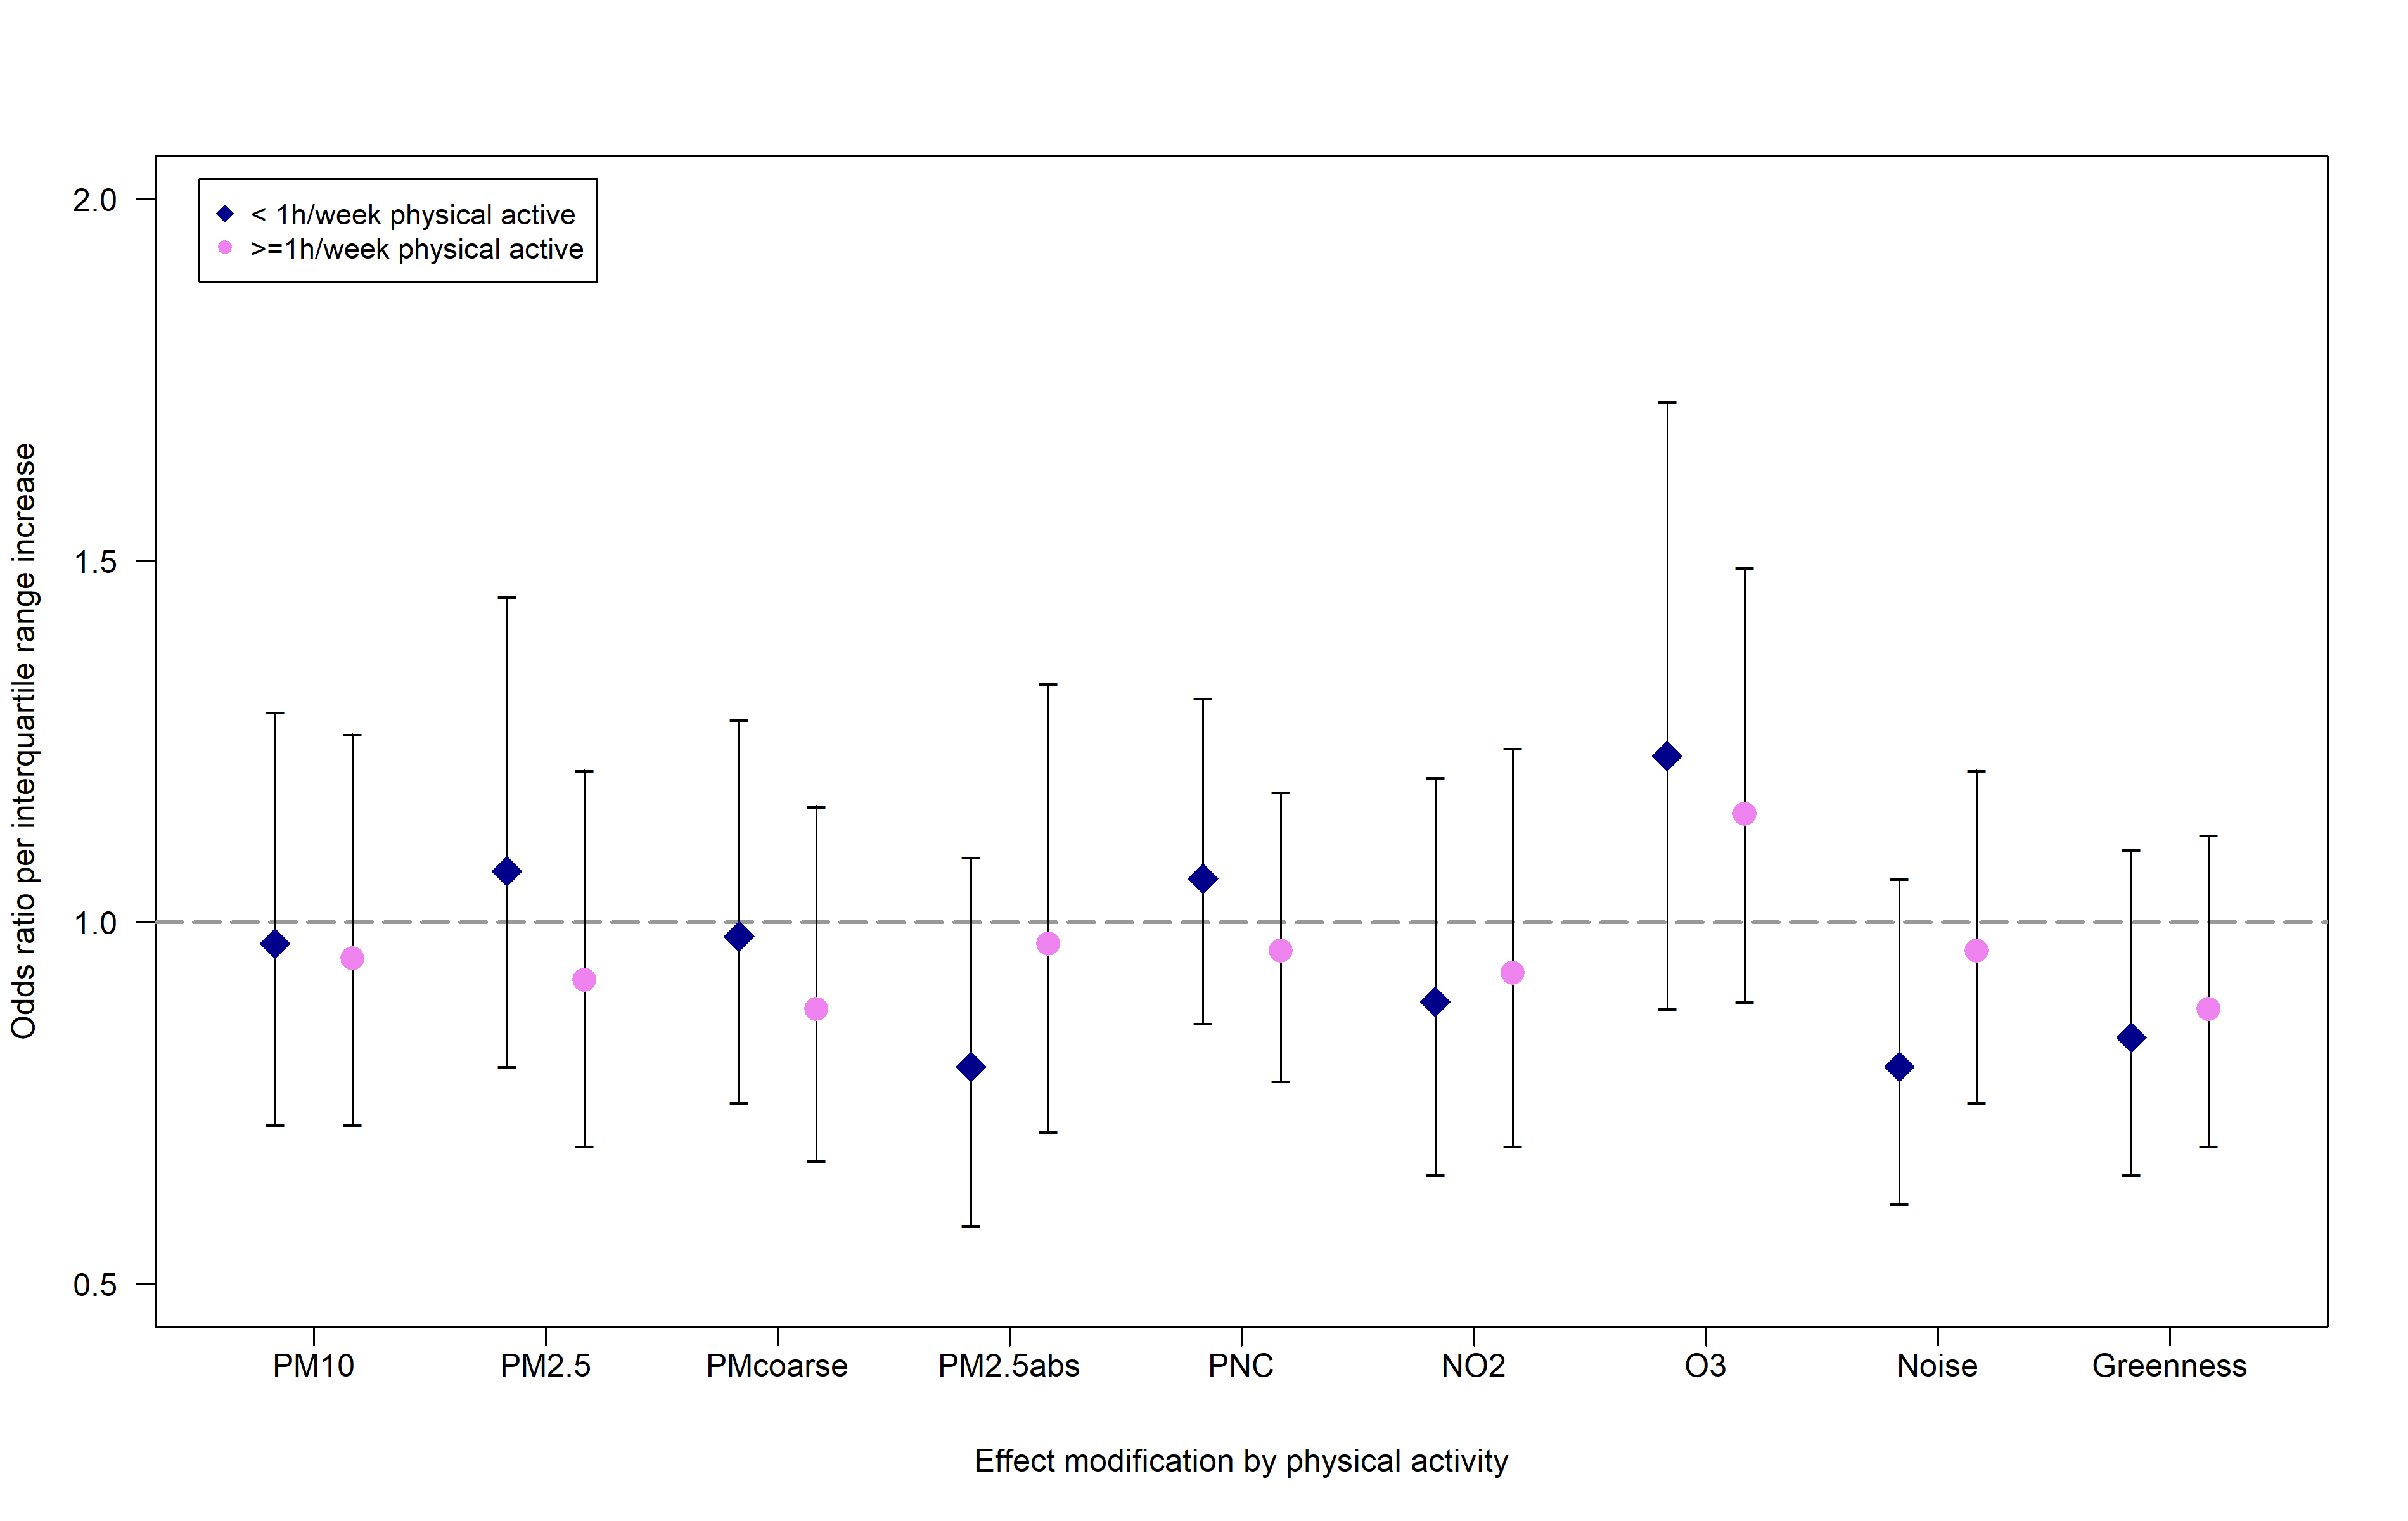 2.0
1.5
1.0
0.5
Odds ratio per interquartile range increase
< 1h/week physical active
>=1h/week physical active
PM10 PM2.5 PMcoarse PM2.5abs PNC NO2 O3 Noise Greenness
Effect modification by physical activity